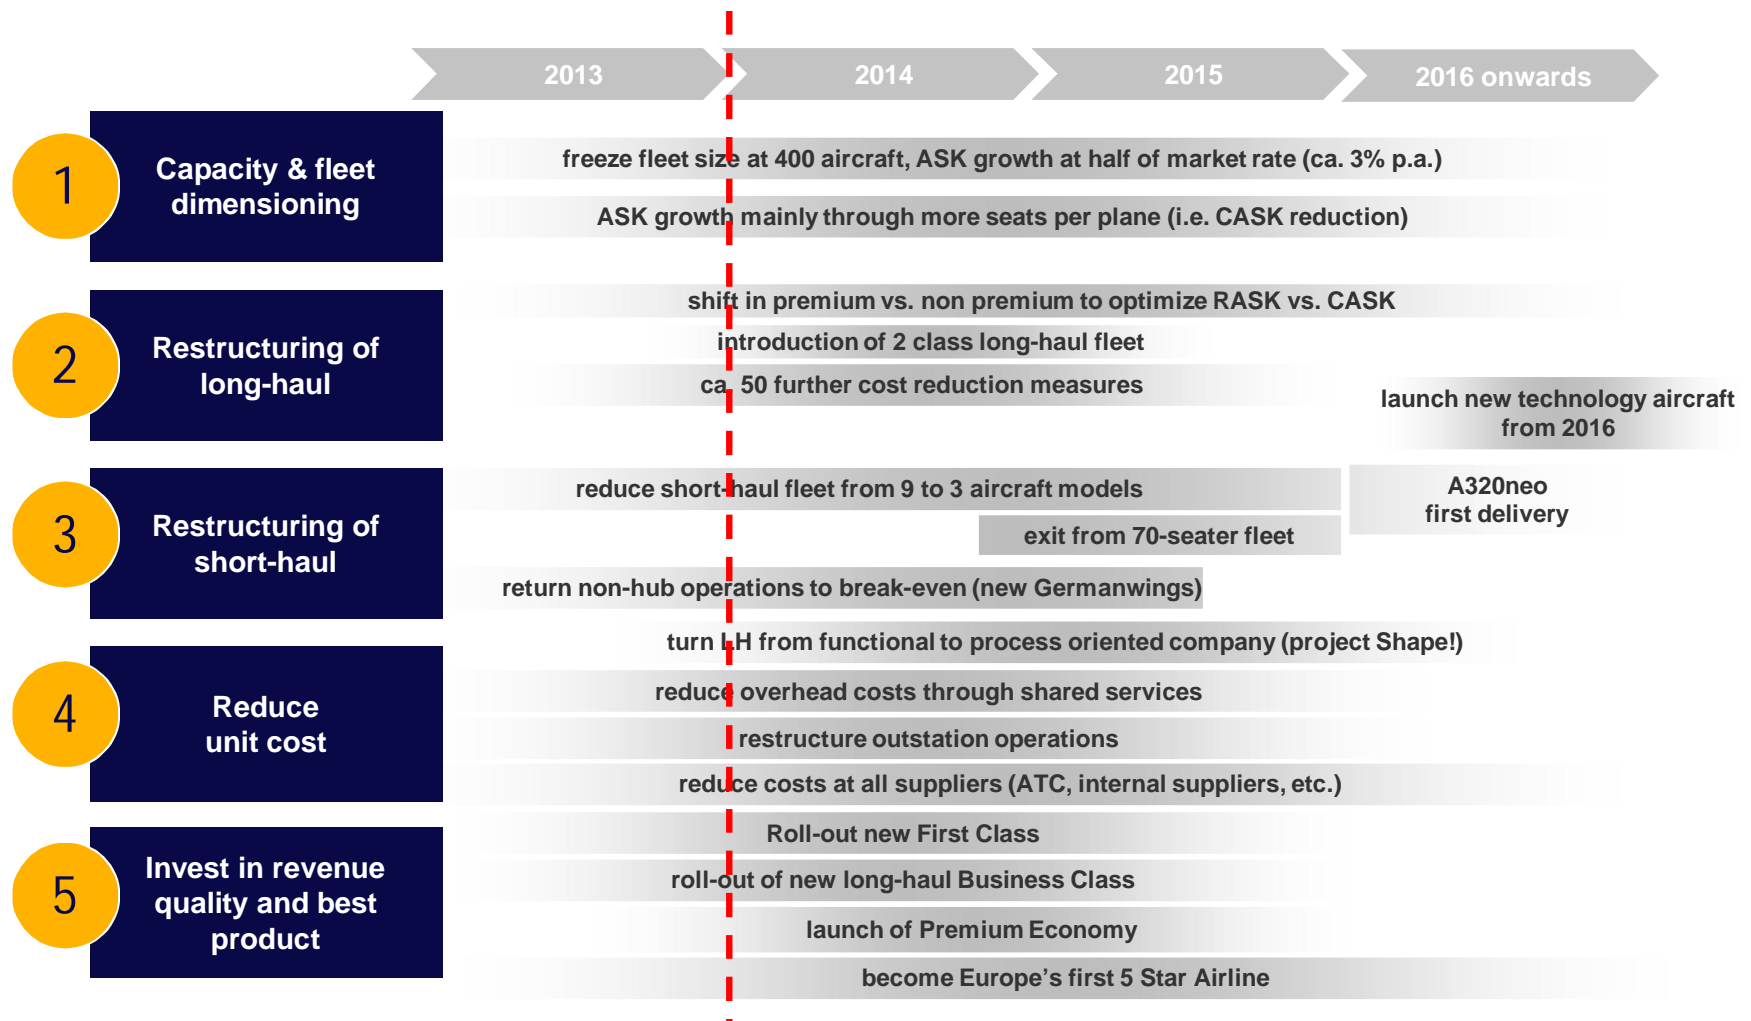 2013
2014
2015
2016 onwards
1
Capacity & fleet
dimensioning
freeze fleet size at 400 aircraft, ASK growth at half of market rate (ca. 3% p.a.)
ASK growth mainly through more seats per plane (i.e. CASK reduction)
2
Restructuring of
long-haul
shift in premium vs. non premium to optimize RASK vs. CASK
introduction of 2 class long-haul fleet
ca. 50 further cost reduction measures
launch new technology aircraft
from 2016
3
Restructuring of
short-haul
reduce short-haul fleet from 9 to 3 aircraft models
A320neo
first delivery
exit from 70-seater fleet
return non-hub operations to break-even (new Germanwings)
4
Reduce
unit cost
turn LH from functional to process oriented company (project Shape!)
reduce overhead costs through shared services
restructure outstation operations
reduce costs at all suppliers (ATC, internal suppliers, etc.)
5
Invest in revenue
quality and best
product
Roll-out new First Class
roll-out of new long-haul Business Class
launch of Premium Economy
become Europe's first 5 Star Airline